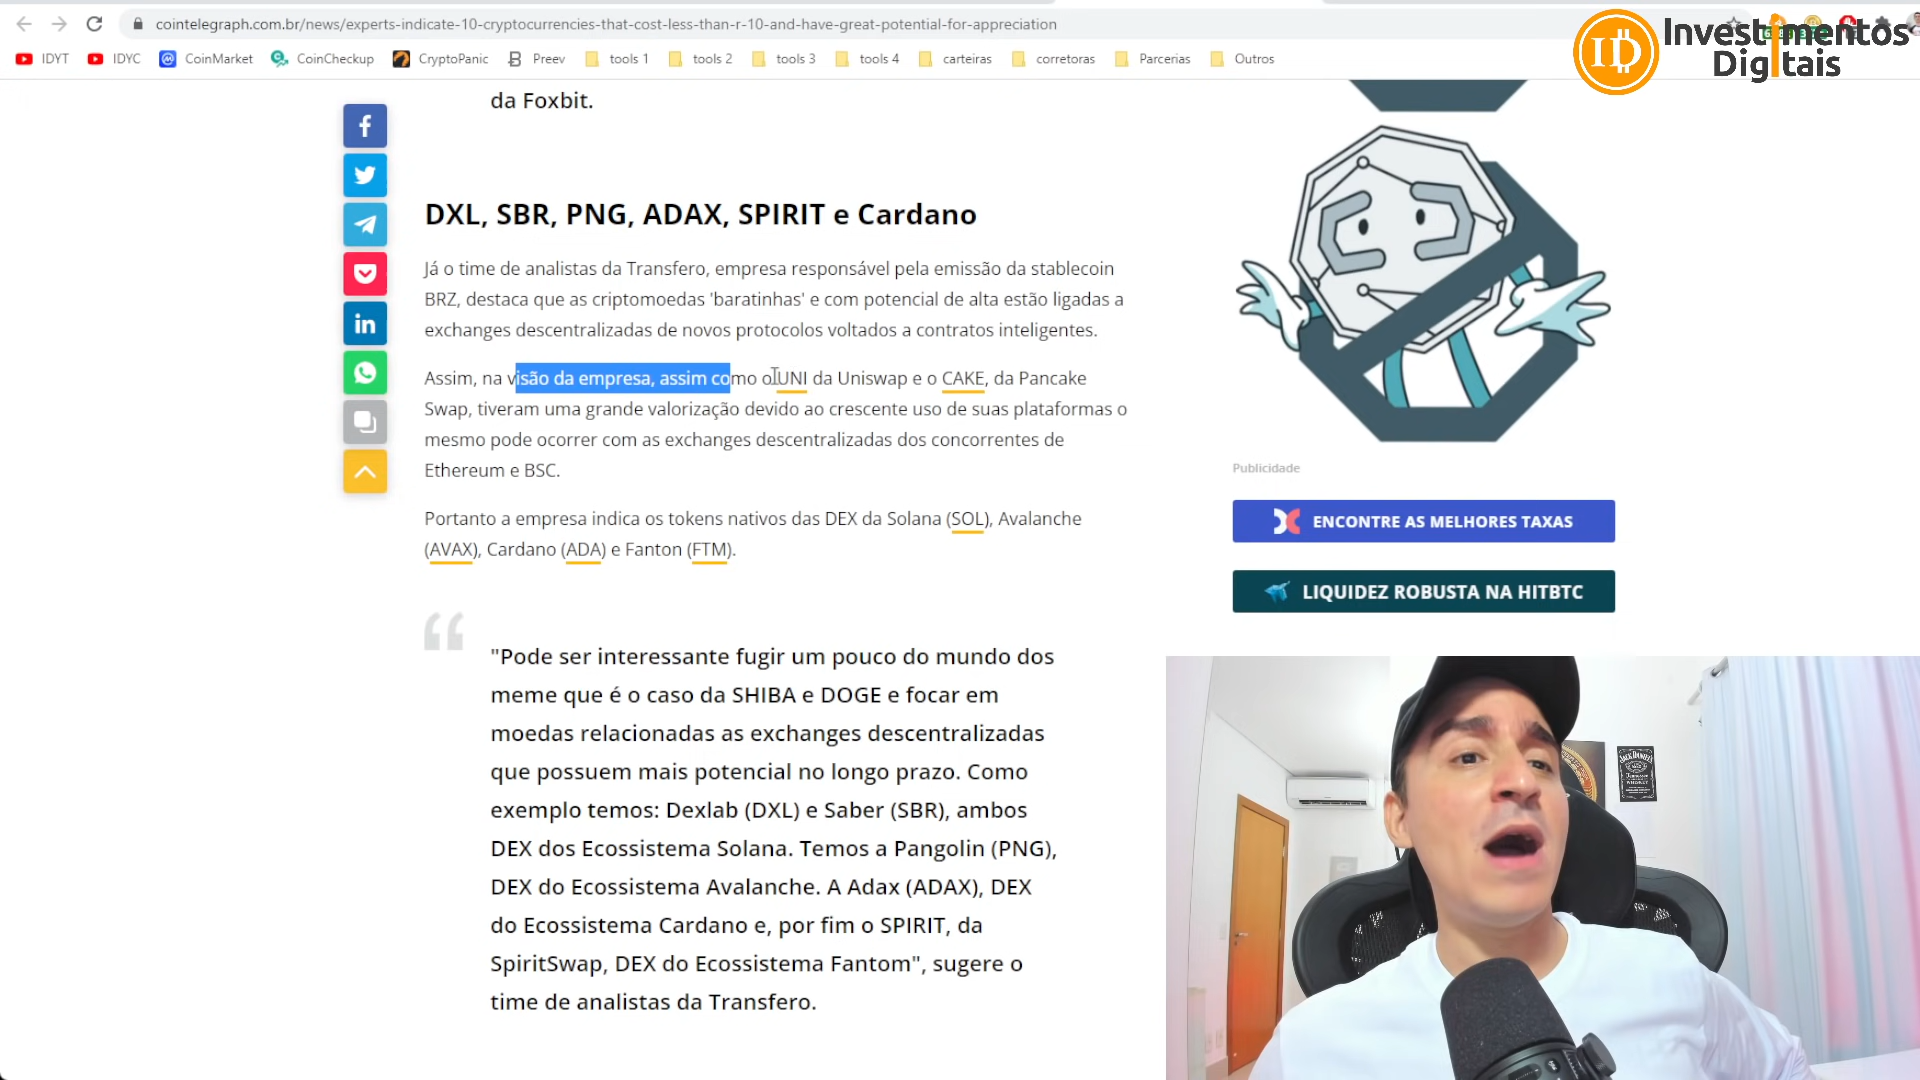 cointelegraph.com.br/news/experts-indicate-10-cryptocurrencies-that-cost-less-than-r-10-and-have-great-potential-for-appreciation
Investimentos
Digitais
ID
IDYT
IDYC
CoinMarket
CoinCheckup
CryptoPanic
Preev
tools 1
tools 2
tools 3
tools 4
carteiras
corretoras
Parcerias
Outros
da Foxbit.
DXL, SBR, PNG, ADAX, SPIRIT e Cardano
Já o time de analistas da Transfero, empresa responsável pela emissão da stablecoin
BRZ, destaca que as criptomoedas 'baratinhas' e com potencial de alta estão ligadas a
exchanges descentralizadas de novos protocolos voltados a contratos inteligentes.
Assim, na visão da empresa, assim como o UNI da Uniswap e o CAKE, da Pancake
Swap, tiveram uma grande valorização devido ao crescente uso de suas plataformas o
mesmo pode ocorrer com as exchanges descentralizadas dos concorrentes de
Ethereum e BSC.
Portanto a empresa indica os tokens nativos das DEX da Solana (SOL), Avalanche
(AVAX), Cardano (ADA) e Fanton (FTM).
"Pode ser interessante fugir um pouco do mundo dos
meme que é o caso da SHIBA e DOGE e focar em
moedas relacionadas as exchanges descentralizadas
que possuem mais potencial no longo prazo. Como
exemplo temos: Dexlab (DXL) e Saber (SBR), ambos
DEX dos Ecossistema Solana. Temos a Pangolin (PNG),
DEX do Ecossistema Avalanche. A Adax (ADAX), DEX
do Ecossistema Cardano e, por fim o SPIRIT, da
SpiritSwap, DEX do Ecossistema Fantom", sugere o
time de analistas da Transfero.
Publicidade
ENCONTRE AS MELHORES TAXAS
LIQUIDEZ ROBUSTA NA HITBTC
JACK DANIEL'S
Tennessee
WHISKEY